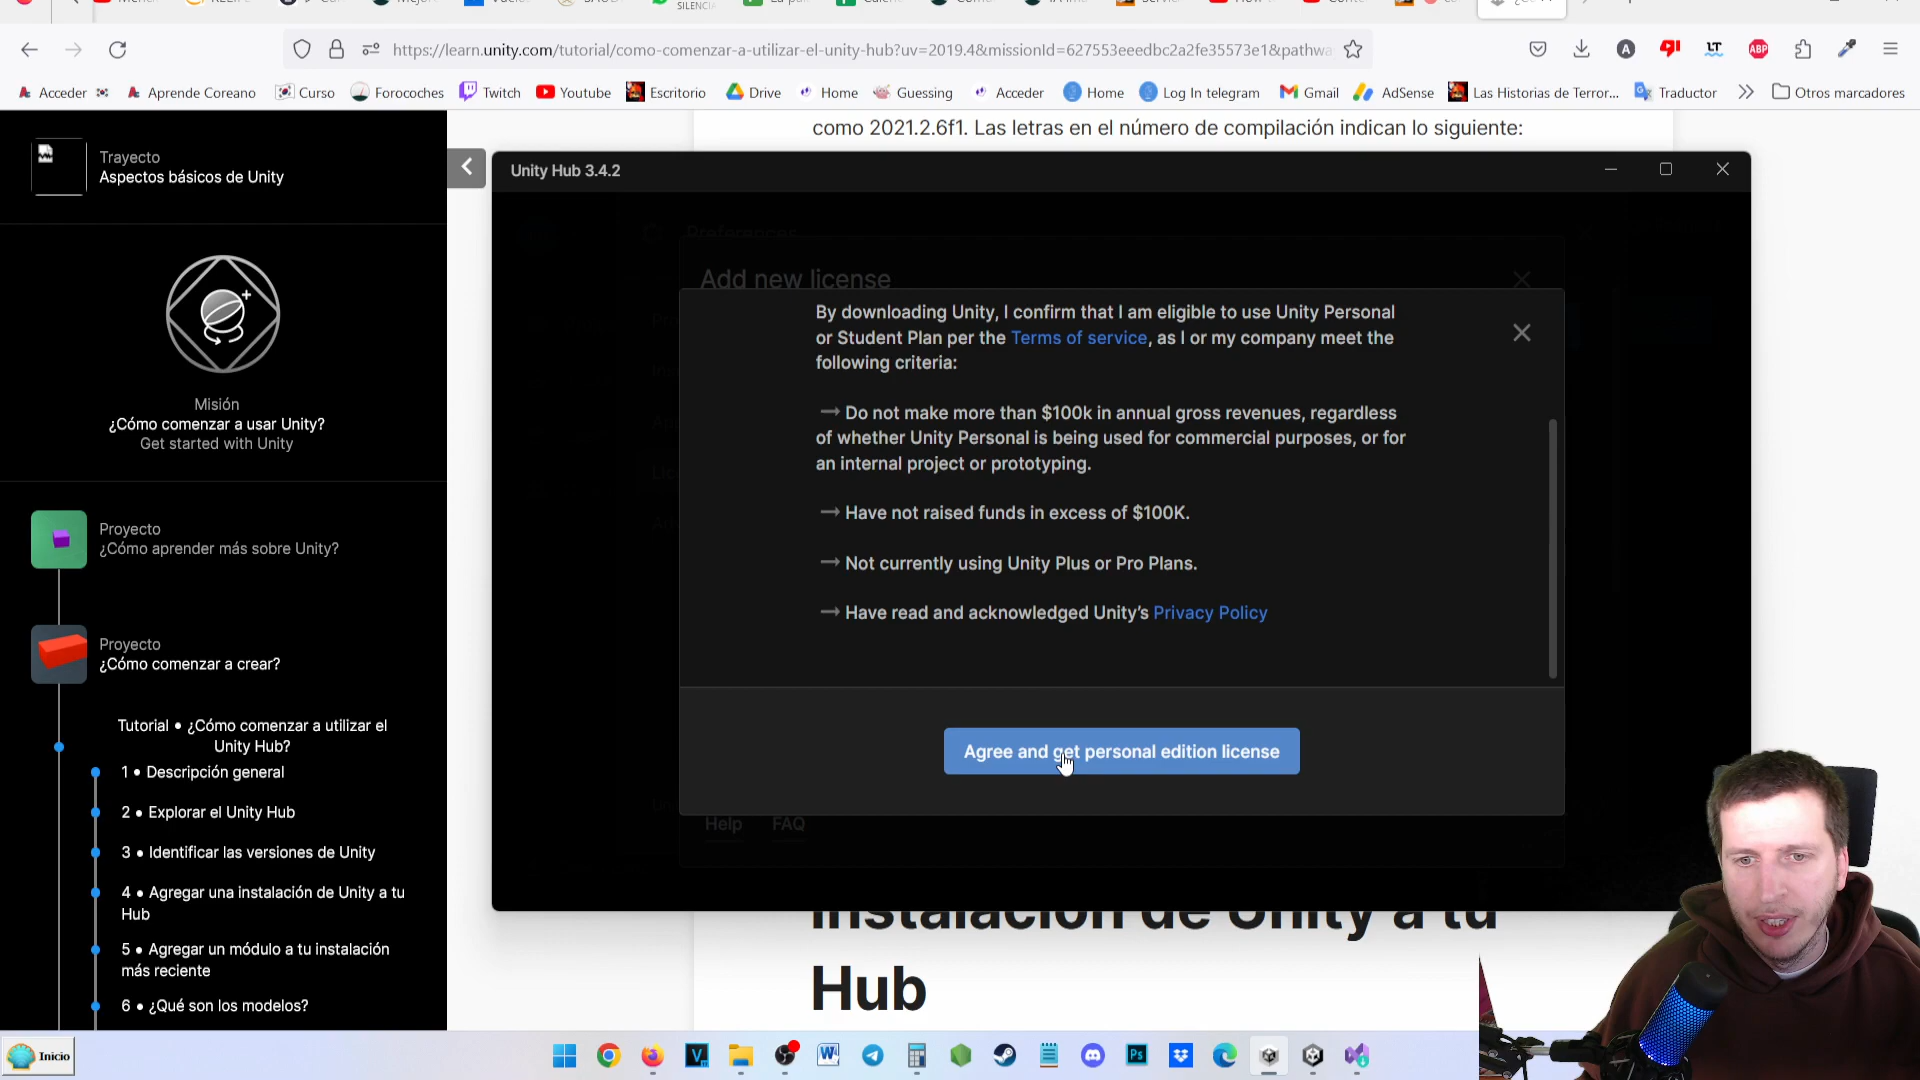 SILENCIA
https://learn.unity.com/tutorial/como-comenzar-a-utilizar-el-unity-hub?uv=2019.4&missionId=627553eeedbc2a2fe35573e1&pathwa
Acceder
Aprende Coreano
Curso
Forocoches
Twitch
Youtube
Escritorio
Drive
Home
Guessing
Acceder
Home
Log In telegram
Gmail
AdSense
Las Historias de Terror...
Traductor
Otros marcadores
como 2021.2.6f1. Las letras en el número de compilación indican lo siguiente:
Trayecto
Aspectos básicos de Unity
Misión
¿Cómo comenzar a usar Unity?
Get started with Unity
Proyecto
¿Cómo aprender más sobre Unity?
Proyecto
¿Cómo comenzar a crear?
Tutorial • ¿Cómo comenzar a utilizar el
Unity Hub?
1 • Descripción general
2 • Explorar el Unity Hub
3 • Identificar las versiones de Unity
4 • Agregar una instalación de Unity a tu
Hub
5 • Agregar un módulo a tu instalación
más reciente
6 • ¿Qué son los modelos?
Unity Hub 3.4.2
Preferences
Add new license
By downloading Unity, I confirm that I am eligible to use Unity Personal
or Student Plan per the Terms of service, as I or my company meet the
following criteria:
Do not make more than $100k in annual gross revenues, regardless
of whether Unity Personal is being used for commercial purposes, or for
an internal project or prototyping.
Have not raised funds in excess of $100K.
Not currently using Unity Plus or Pro Plans.
Have read and acknowledged Unity’s Privacy Policy
Agree and get personal edition license
Help
FAQ
instalación de Unity a tu
Hub
Inicio